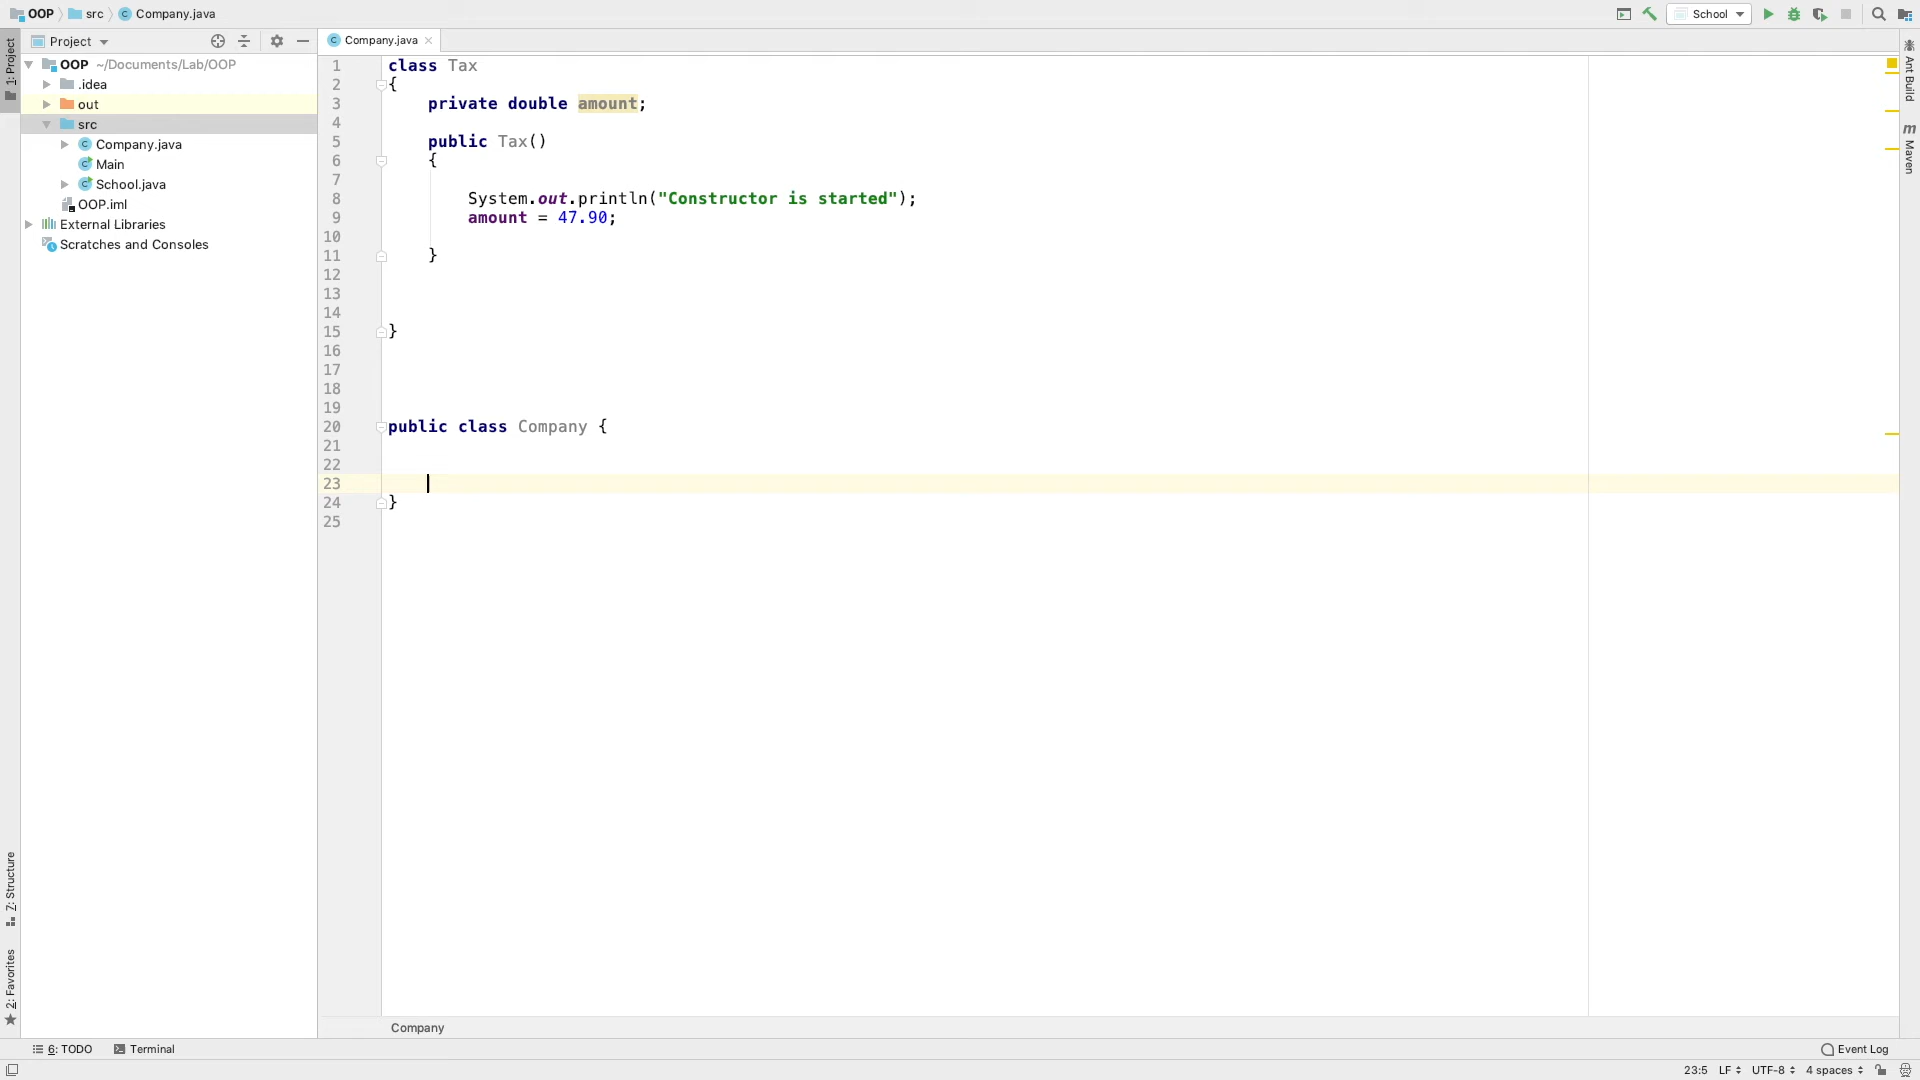 OOP src Company.java School
Project
Company.java
1: Project
OOP ~/Documents/Lab/OOP
.idea
out
src
Company.java
Main
School.java
OOP.iml
External Libraries
Scratches and Consoles
1 class Tax
2 {
3 private double amount;
4
5 public Tax()
6 {
7
8 System.out.println("Constructor is started");
9 amount = 47.90;
10
11 }
12
13
14
15 }
16
17
18
19
20 public class Company {
21
22
23
24 }
25
Ant Build
m Maven
7: Structure
2: Favorites
Company
6: TODO Terminal Event Log
23:5 LF UTF-8 4 spaces